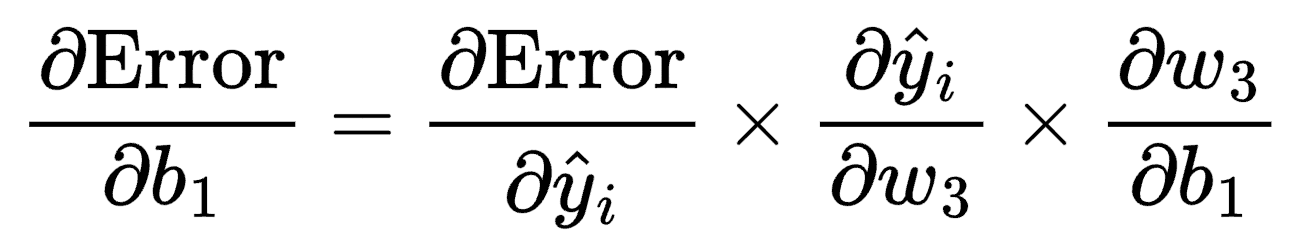 ∂Error/∂b₁ = ∂Error/∂ŷᵢ × ∂ŷᵢ/∂w₃ × ∂w₃/∂b₁